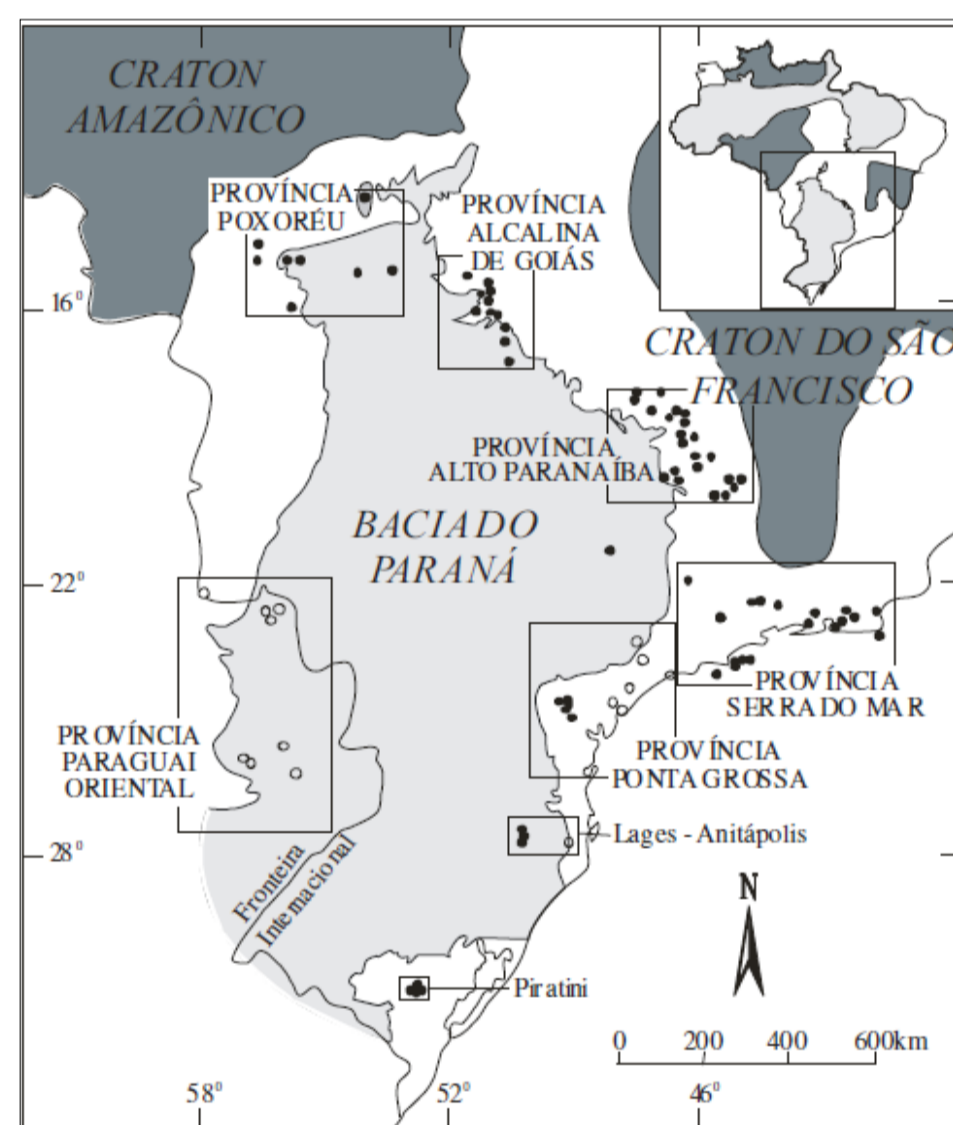 CRATON
AMAZÔNICO
PROVÍNCIA
POXORÉU
PROVÍNCIA
ALCALINA
DE GOIÁS
16°
CRATON DO SÃO
FRANCISCO
PROVÍNCIA
ALTO PARANAÍBA
BACIA DO
PARANÁ
22°
PROVÍNCIA
SERRA DO MAR
PROVÍNCIA
PARAGUAI
ORIENTAL
PROVÍNCIA
PONTA GROSSA
Lages - Anitápolis
28°
Fronteira
Internacional
N
Piratini
0 200 400 600km
58° 52° 46°